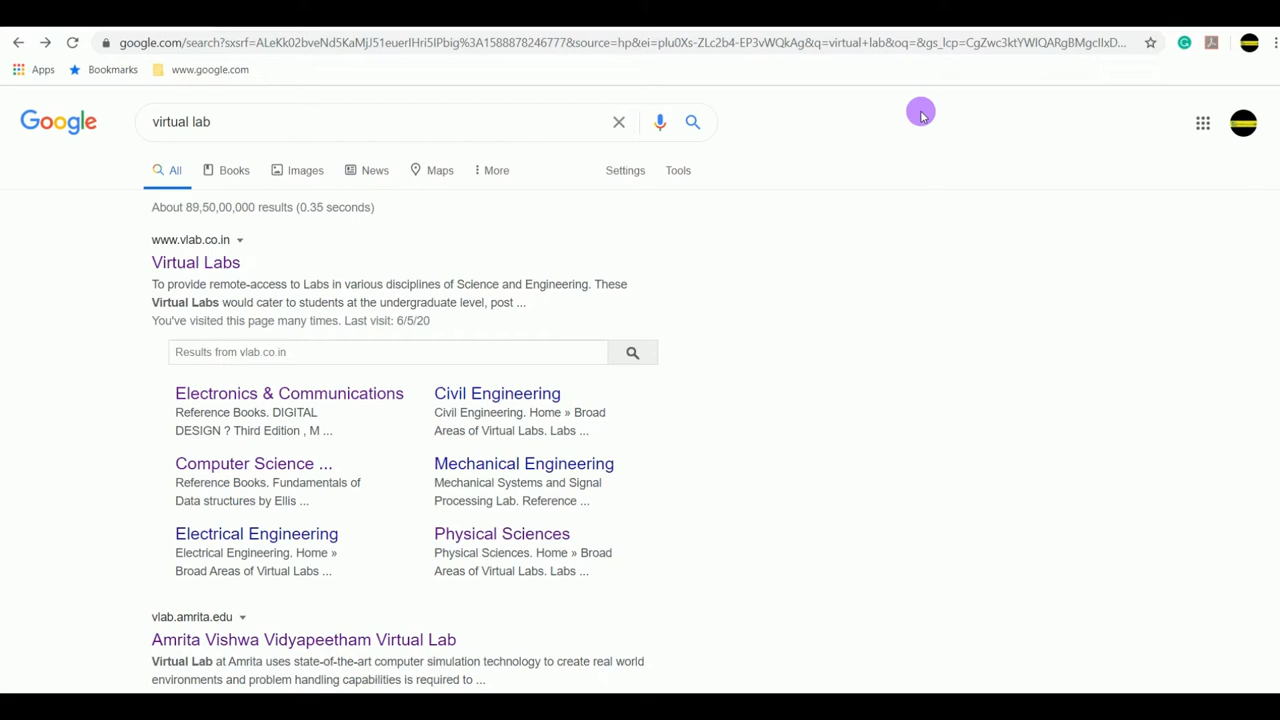 google.com/search?sxsrf=ALeKk02bveNd5KaMjJ51euerIHri5IPbig%3A1588878246777&source=hp&ei=plu0Xs-ZLc2b4-EP3vWQkAg&q=virtual+lab&oq=&gs_lcp=CgZwc3ktYWIQARgBMgcIIxD...
Apps Bookmarks www.google.com
Google virtual lab
All Books Images News Maps More Settings Tools
About 89,50,00,000 results (0.35 seconds)
www.vlab.co.in
Virtual Labs
To provide remote-access to Labs in various disciplines of Science and Engineering. These
Virtual Labs would cater to students at the undergraduate level, post ...
You've visited this page many times. Last visit: 6/5/20
Results from vlab.co.in
Electronics & Communications
Reference Books. DIGITAL
DESIGN ? Third Edition , M ...
Civil Engineering
Civil Engineering. Home » Broad
Areas of Virtual Labs. Labs ...
Computer Science ...
Reference Books. Fundamentals of
Data structures by Ellis ...
Mechanical Engineering
Mechanical Systems and Signal
Processing Lab. Reference ...
Electrical Engineering
Electrical Engineering. Home »
Broad Areas of Virtual Labs ...
Physical Sciences
Physical Sciences. Home » Broad
Areas of Virtual Labs. Labs ...
vlab.amrita.edu
Amrita Vishwa Vidyapeetham Virtual Lab
Virtual Lab at Amrita uses state-of-the-art computer simulation technology to create real world
environments and problem handling capabilities is required to ...